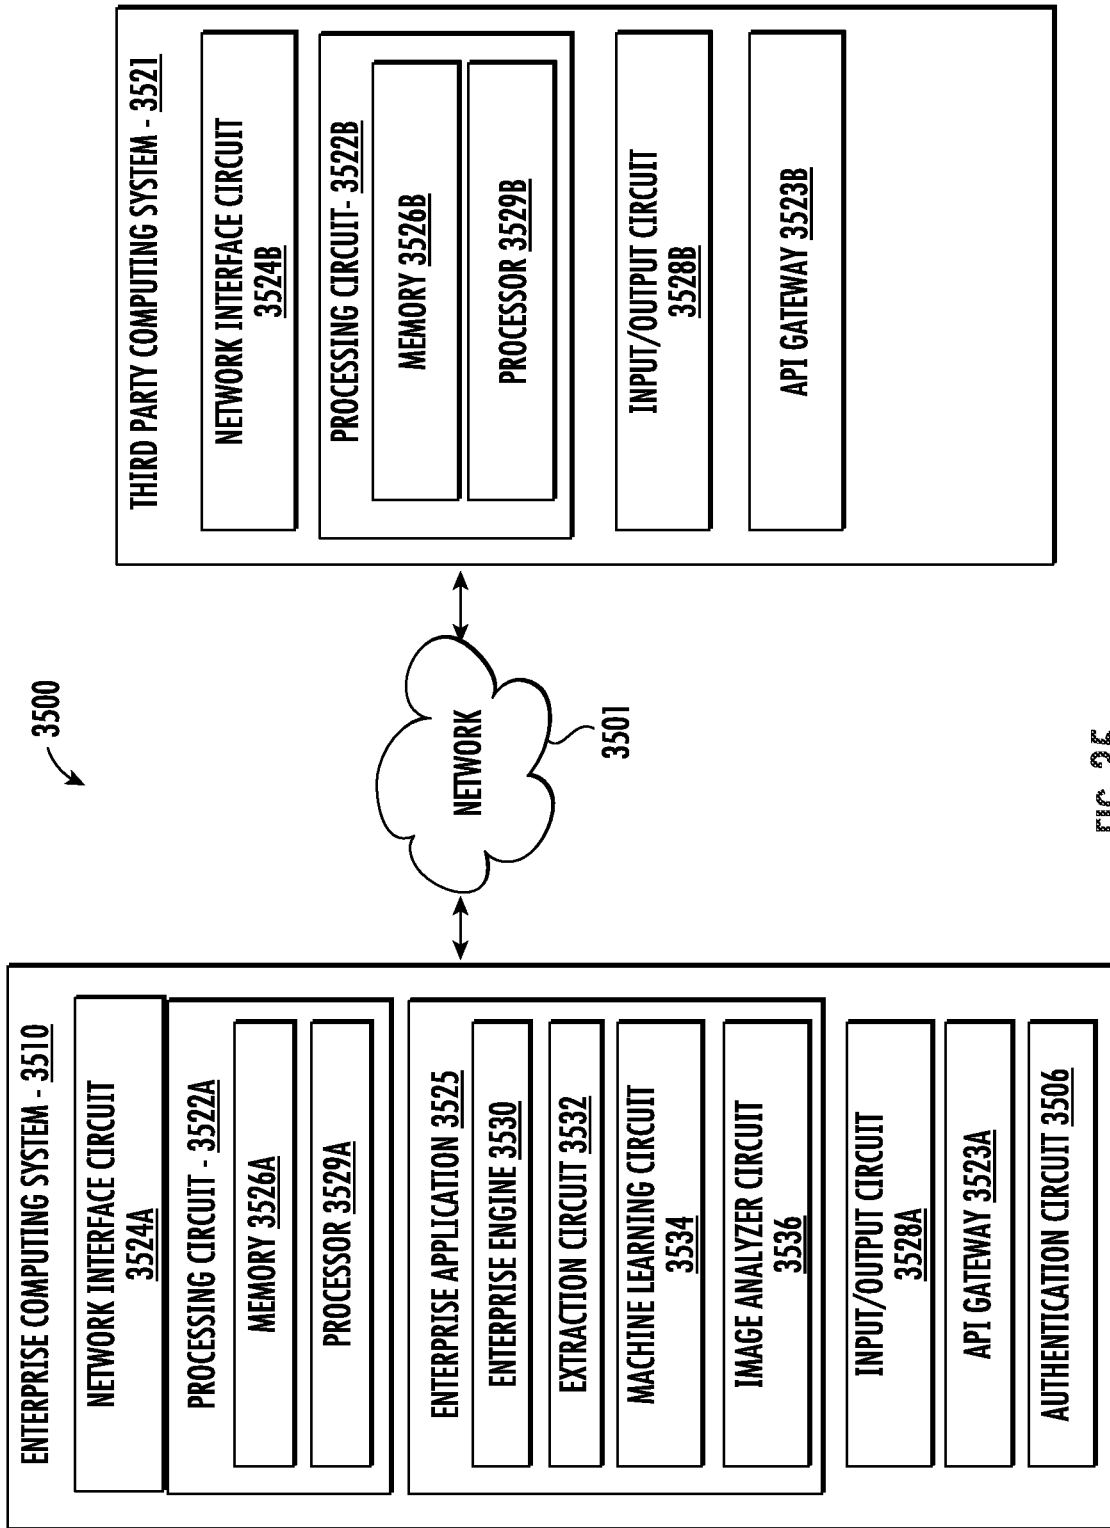 3500
ENTERPRISE COMPUTING SYSTEM - 3510
NETWORK INTERFACE CIRCUIT
3524A
PROCESSING CIRCUIT - 3522A
MEMORY 3526A
PROCESSOR 3529A
ENTERPRISE APPLICATION 3525
ENTERPRISE ENGINE 3530
EXTRACTION CIRCUIT 3532
MACHINE LEARNING CIRCUIT
3534
IMAGE ANALYZER CIRCUIT
3536
INPUT/OUTPUT CIRCUIT
3528A
API GATEWAY 3523A
AUTHENTICATION CIRCUIT 3506
NETWORK
3501
THIRD PARTY COMPUTING SYSTEM - 3521
NETWORK INTERFACE CIRCUIT
3524B
PROCESSING CIRCUIT- 3522B
MEMORY 3526B
PROCESSOR 3529B
INPUT/OUTPUT CIRCUIT
3528B
API GATEWAY 3523B